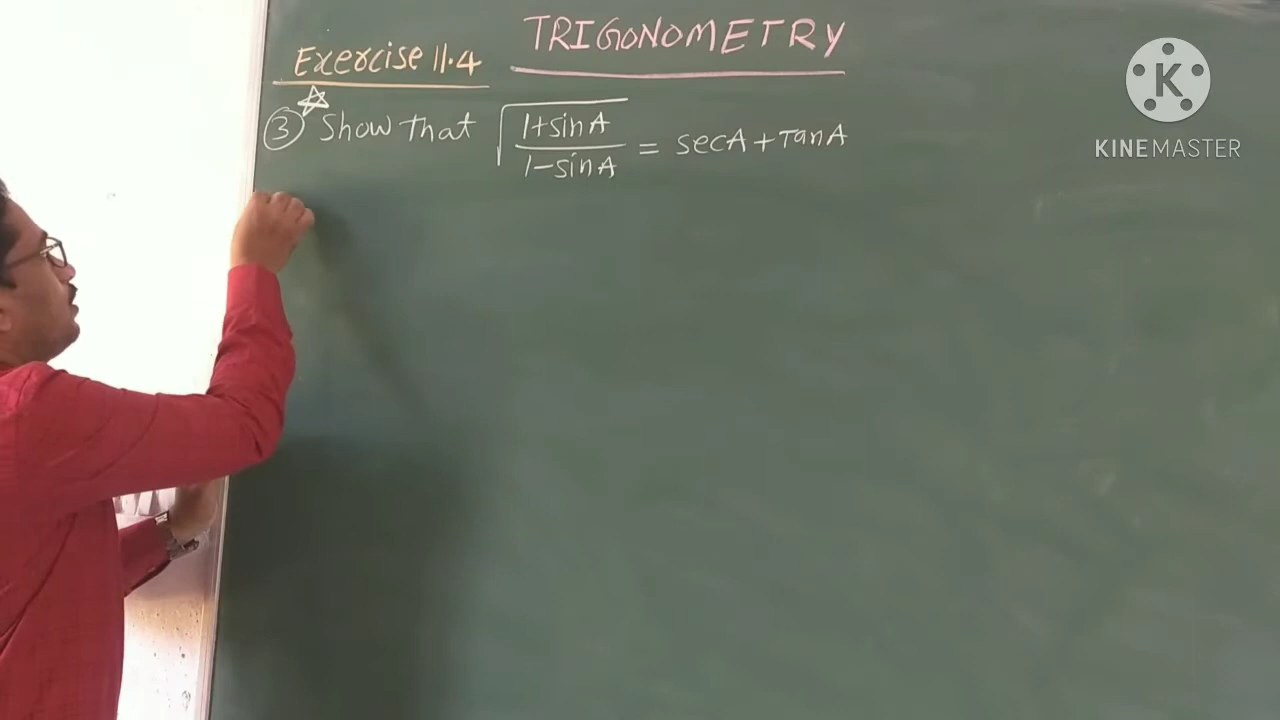 TRIGONOMETRY
Exercise 11.4
③ Show that √((1+sinA)/(1-sinA)) = secA + TanA
K
KINEMASTER